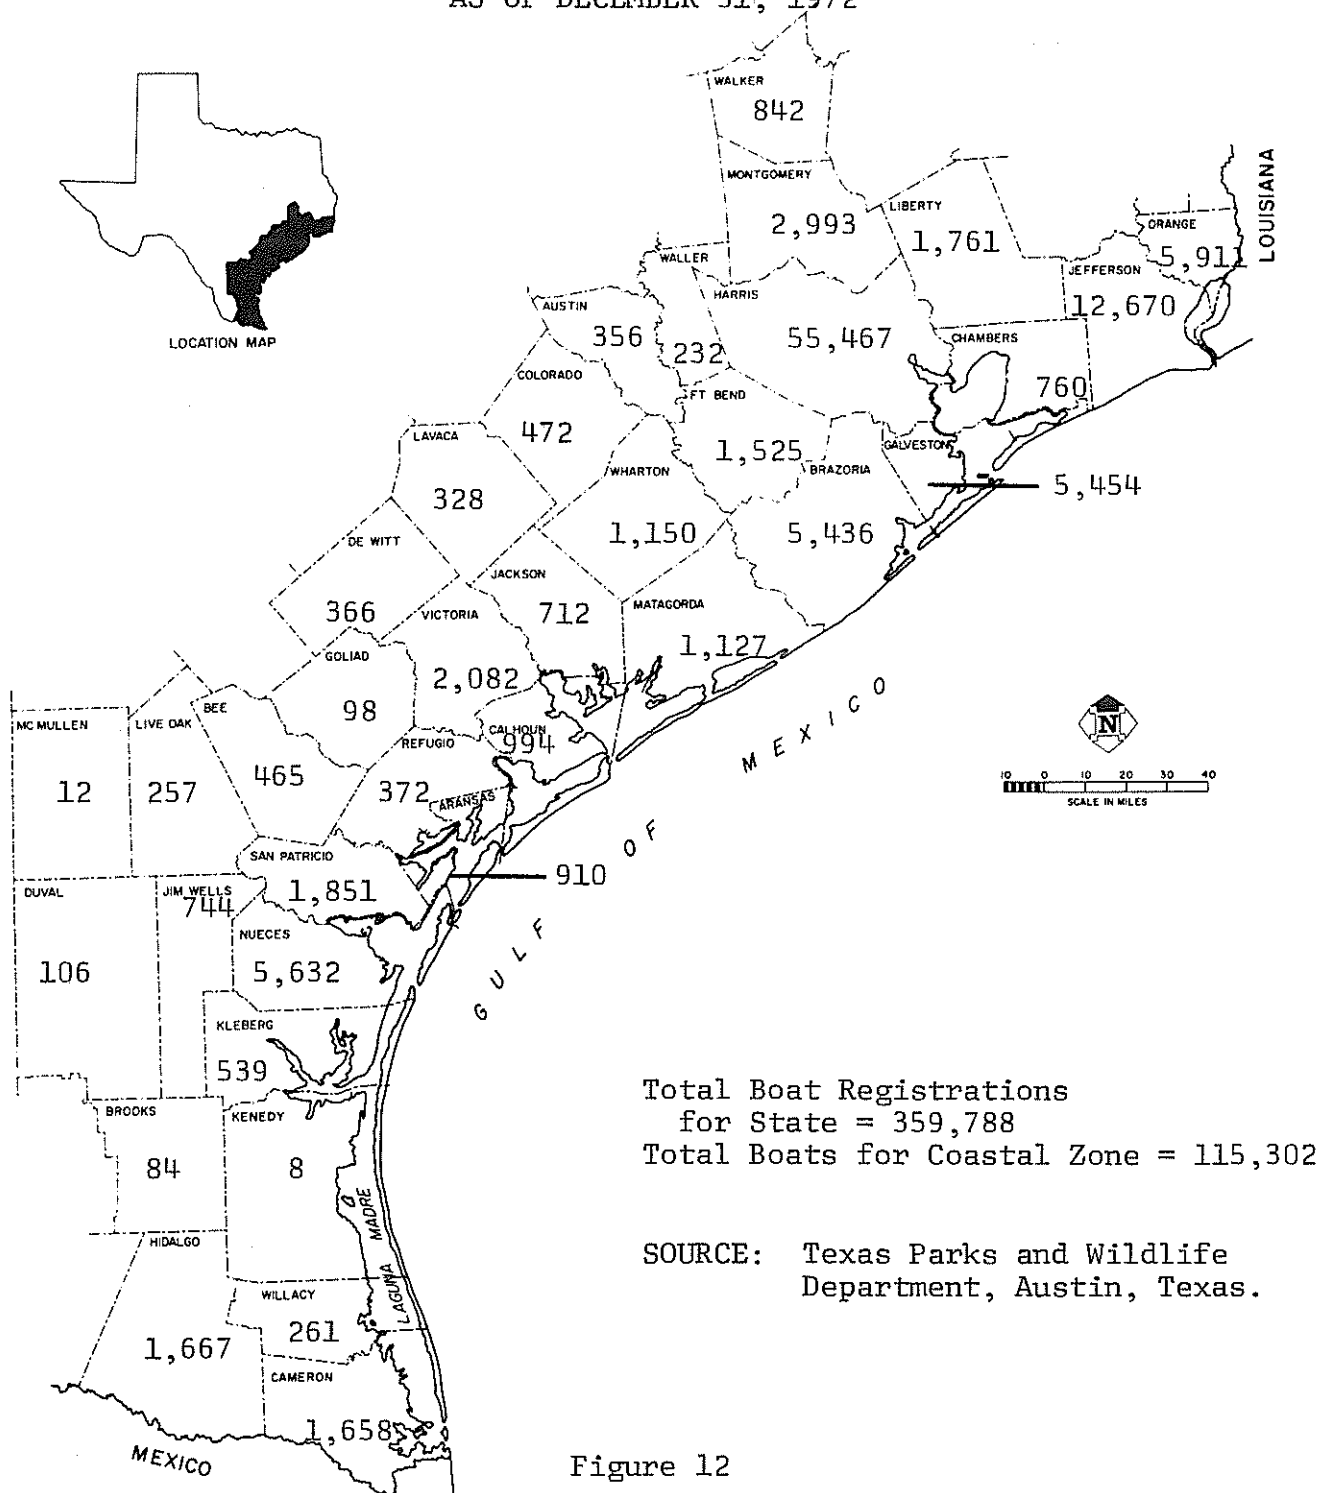 AS OF DECEMBER 31, 1972
WALKER
842
MONTGOMERY
2,993
LIBERTY
1,761
ORANGE
5,911
LOUISIANA
JEFFERSON
12,670
WALLER
232
HARRIS
55,467
CHAMBERS
760
AUSTIN
356
LOCATION MAP
COLORADO
472
FT BEND
1,525
GALVESTON
5,454
LAVACA
328
WHARTON
1,150
BRAZORIA
5,436
DE WITT
366
JACKSON
712
MATAGORDA
1,127
VICTORIA
2,082
GOLIAD
98
CALHOUN
994
MC MULLEN
12
LIVE OAK
257
BEE
465
REFUGIO
372
ARANSAS
910
N
10 0 10 20 30 40
SCALE IN MILES
GULF OF MEXICO
SAN PATRICIO
1,851
DUVAL
106
JIM WELLS
744
NUECES
5,632
KLEBERG
539
BROOKS
84
KENEDY
8
LAGUNA MADRE
HIDALGO
1,667
WILLACY
261
CAMERON
1,658
MEXICO
Total Boat Registrations
for State = 359,788
Total Boats for Coastal Zone = 115,302
SOURCE: Texas Parks and Wildlife
Department, Austin, Texas.
Figure 12